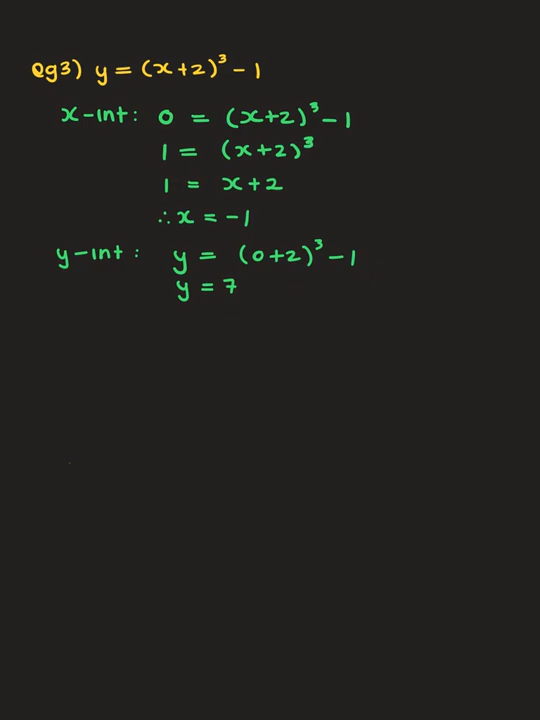 eg3) y = (x+2)³ - 1
x-int: 0 = (x+2)³ - 1
1 = (x+2)³
1 = x+2
∴ x = -1
y-int: y = (0+2)³ - 1
y = 7